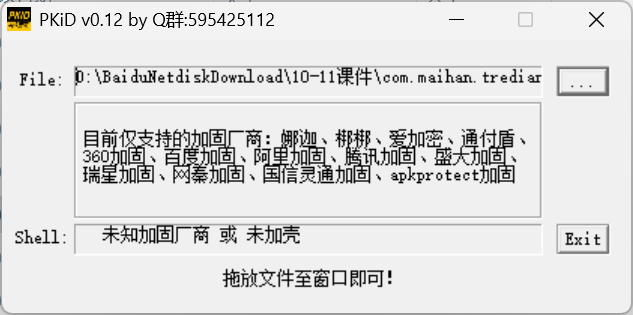 PKiD v0.12 by Q群:595425112
File: D:\BaiduNetdiskDownload\10-11课件\com.maihan.tredian ...
目前仅支持的加固厂商：娜迦、梆梆、爱加密、通付盾、
360加固、百度加固、阿里加固、腾讯加固、盛大加固、
瑞星加固、网秦加固、国信灵通加固、apkprotect加固
Shell: 未知加固厂商 或 未加壳 Exit
拖放文件至窗口即可!